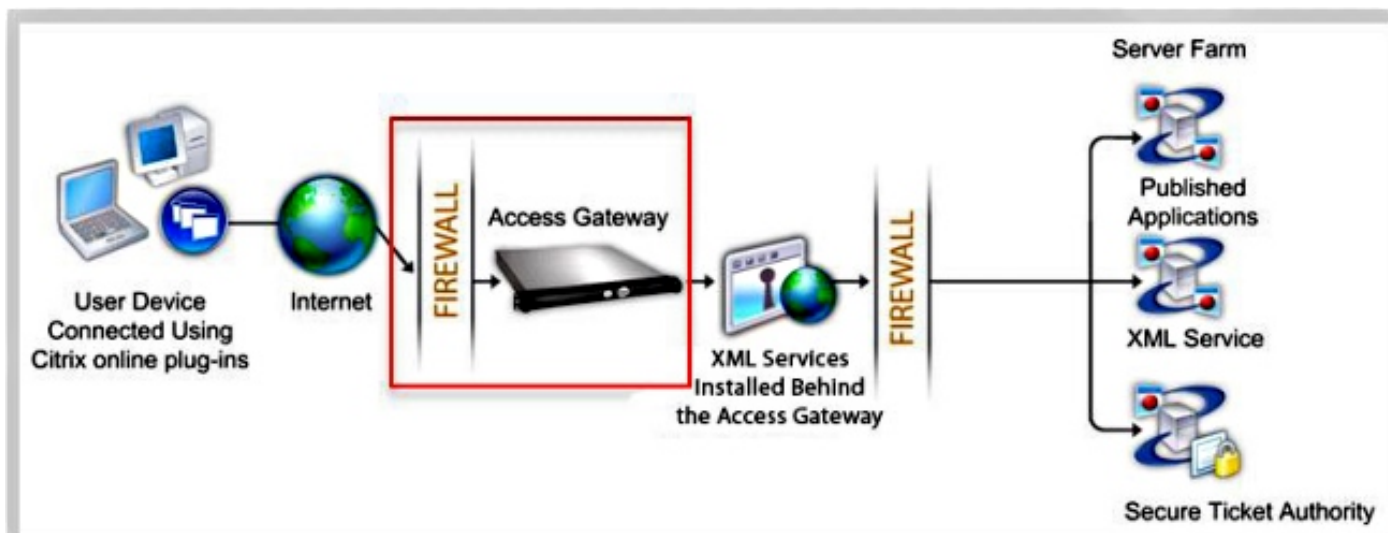 Server Farm
FIREWALL
Access Gateway
FIREWALL
Published
Applications
User Device
Connected Using
Citrix online plug-ins
Internet
XML Services
Installed Behind
the Access Gateway
XML Service
Secure Ticket Authority